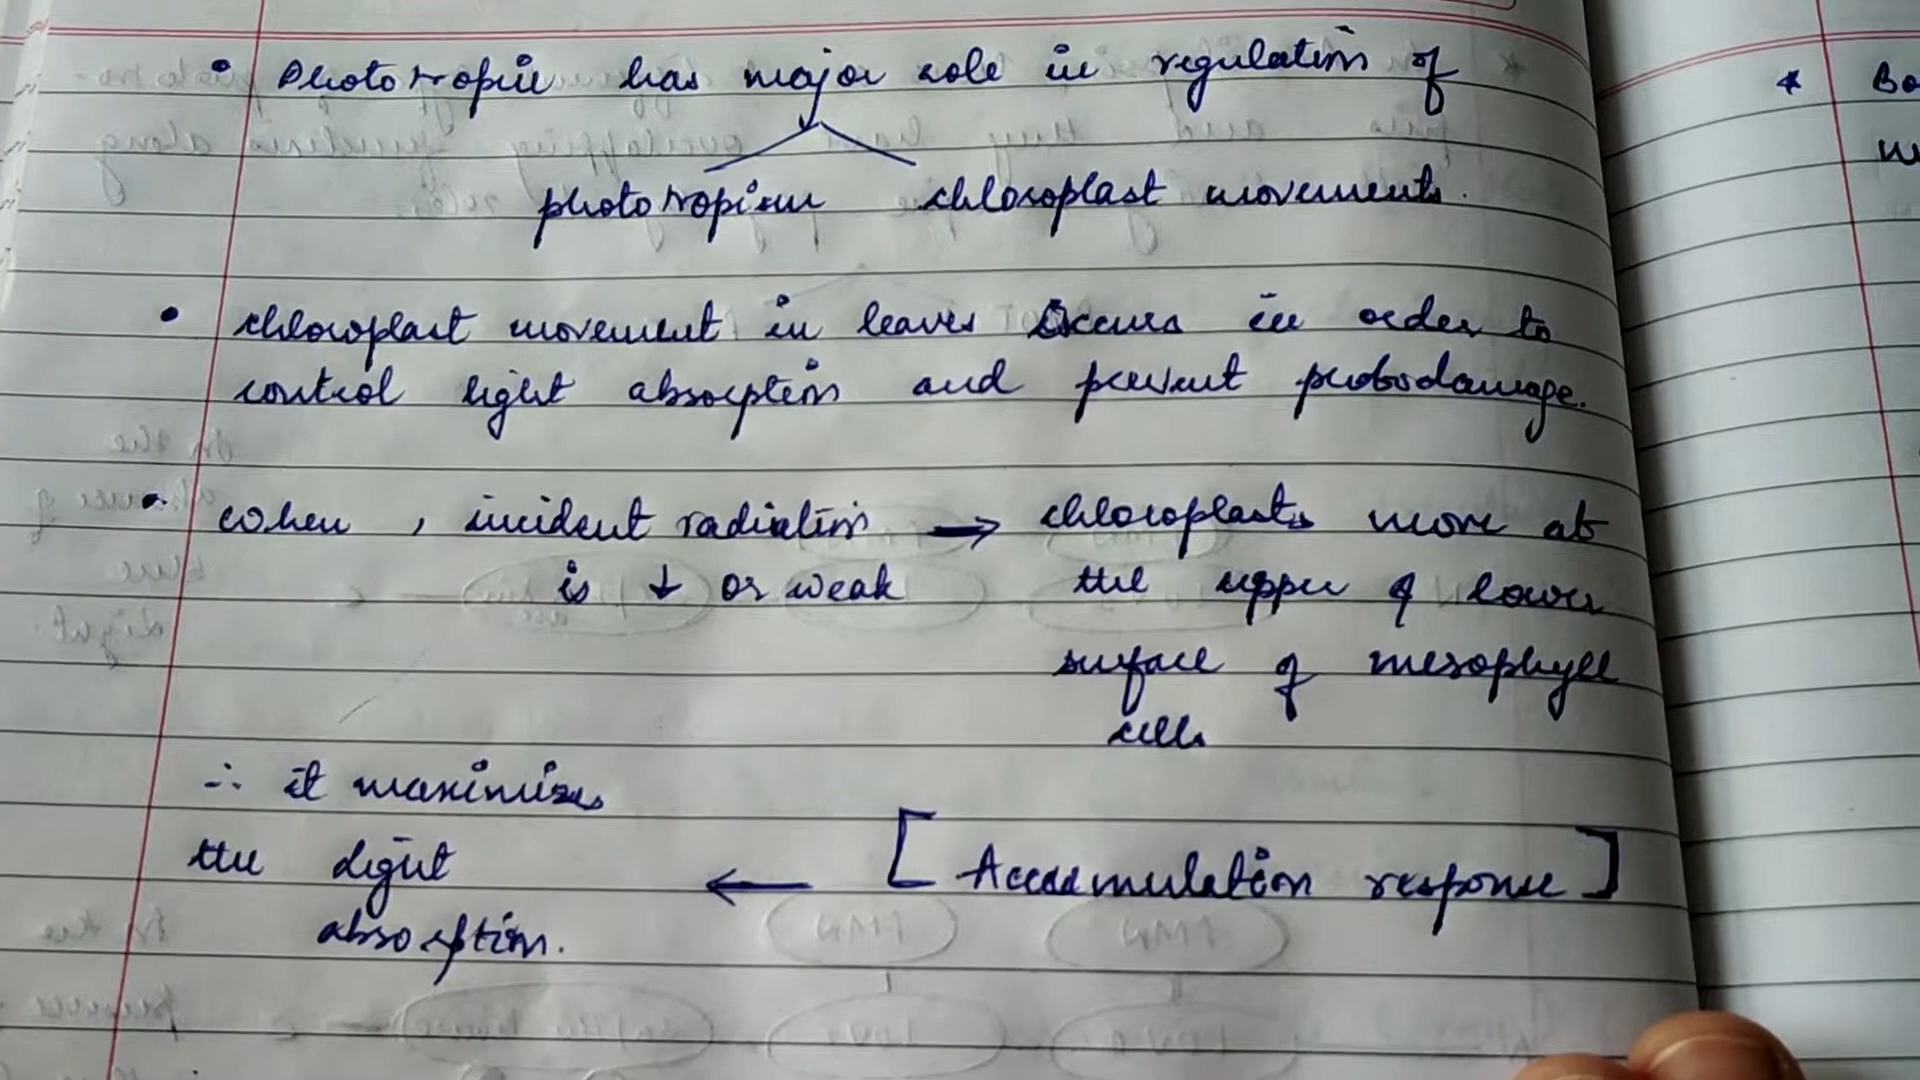 • Phototropin has major role in regulation of
phototropism chloroplast movements.
• chloroplast movement in leaves Occurs in order to
control light absorption and prevent photodamage.
• when, incident radiation → chloroplasts move at
is ↓ or weak the upper & lower
surface of mesophyll
cells
∴ it maximizes
the light ← [Accumulation response]
absorption.
* Bo